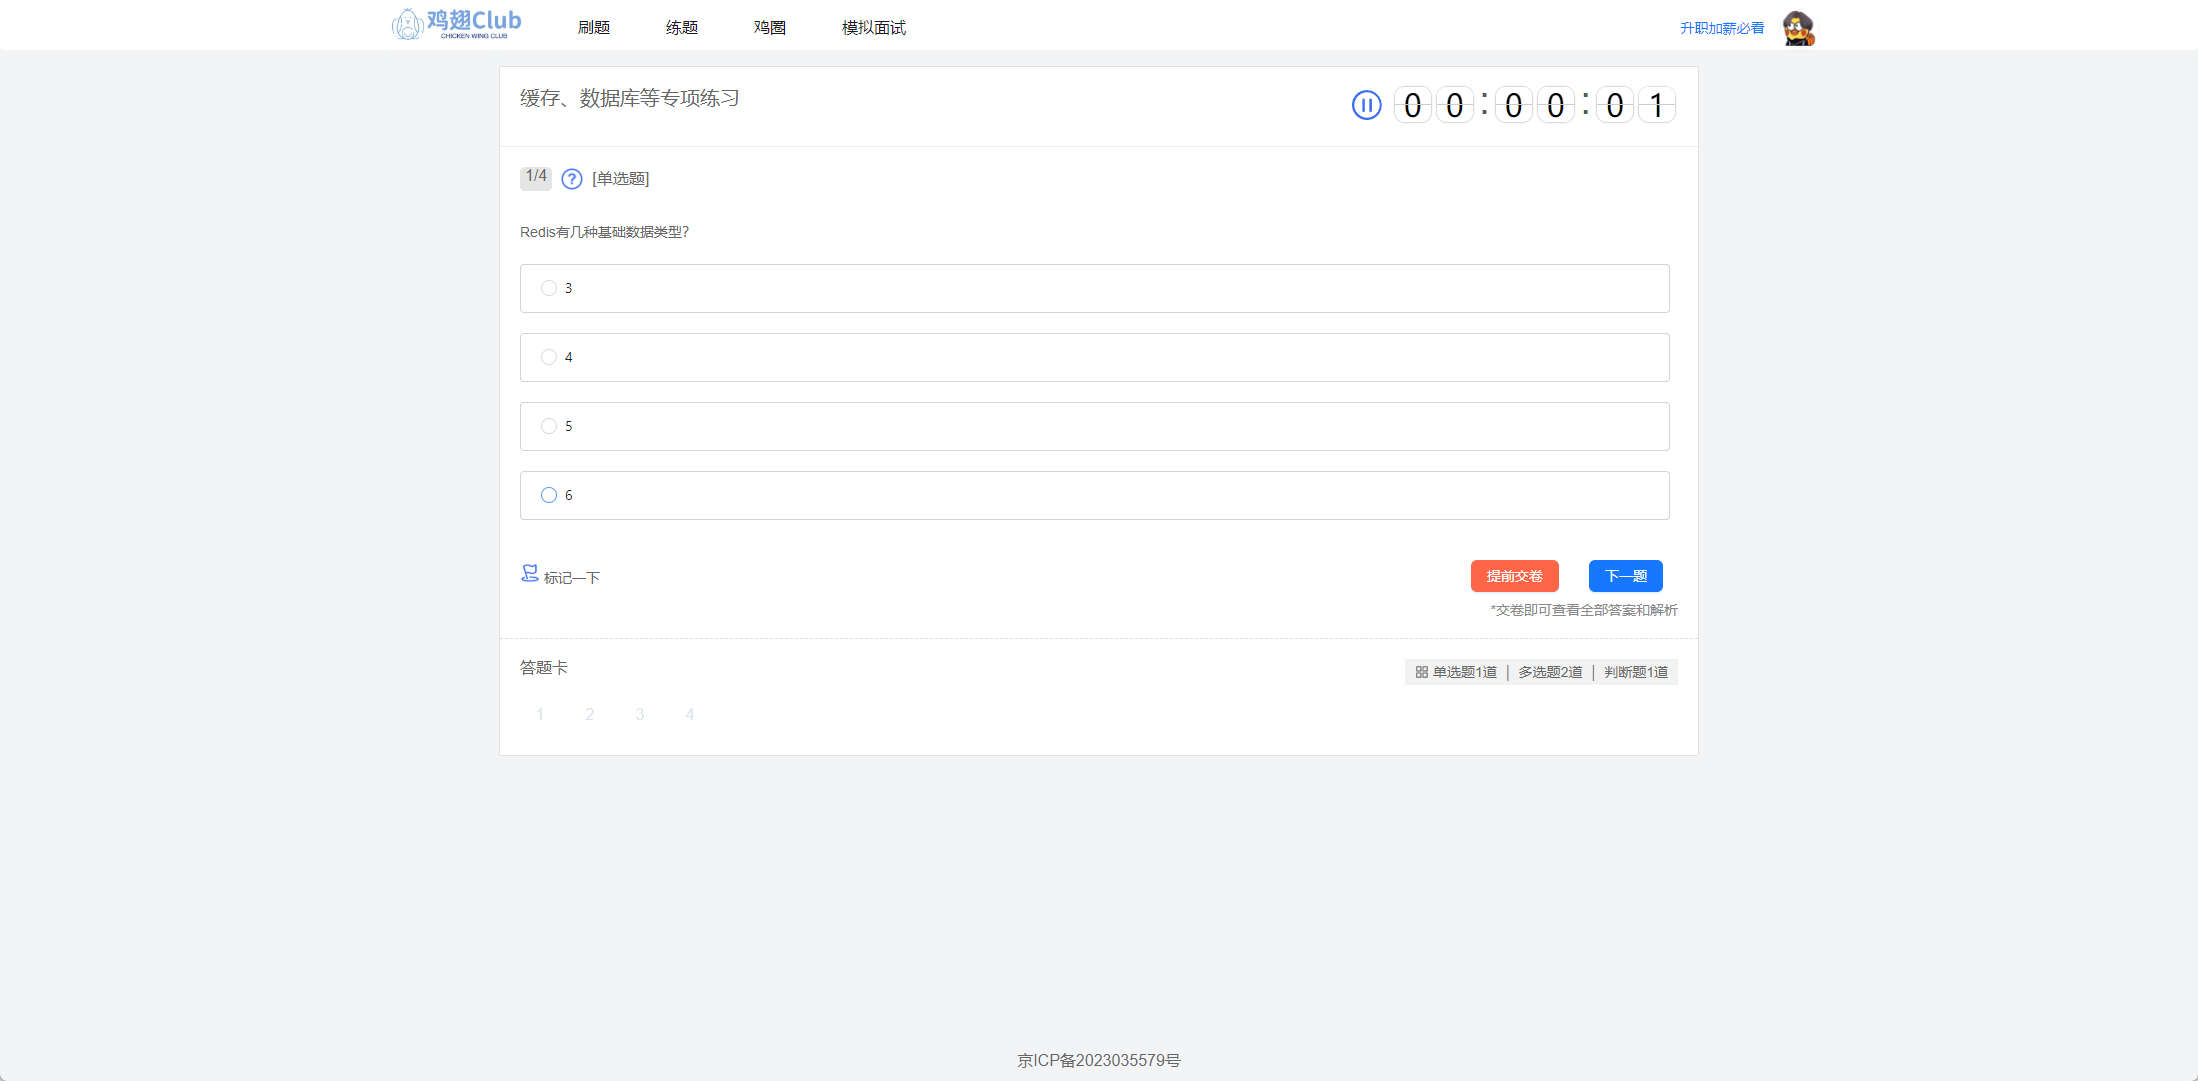 鸡翅Club
CHICKEN WING CLUB
刷题 练题 鸡圈 模拟面试 升职加薪必看
缓存、数据库等专项练习
00:00:01
1/4 ? [单选题]
Redis有几种基础数据类型?
3
4
5
6
标记一下
提前交卷 下一题
*交卷即可查看全部答案和解析
答题卡
单选题1道 | 多选题2道 | 判断题1道
1 2 3 4
京ICP备2023035579号